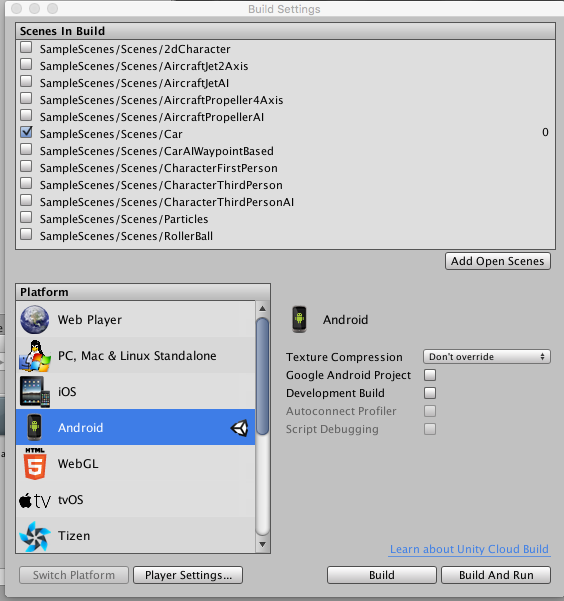 Build Settings
Scenes In Build
SampleScenes/Scenes/2dCharacter
SampleScenes/Scenes/AircraftJet2Axis
SampleScenes/Scenes/AircraftJetAI
SampleScenes/Scenes/AircraftPropeller4Axis
SampleScenes/Scenes/AircraftPropellerAI
SampleScenes/Scenes/Car 0
SampleScenes/Scenes/CarAIWaypointBased
SampleScenes/Scenes/CharacterFirstPerson
SampleScenes/Scenes/CharacterThirdPerson
SampleScenes/Scenes/CharacterThirdPersonAI
SampleScenes/Scenes/Particles
SampleScenes/Scenes/RollerBall
Add Open Scenes
Platform
Web Player
PC, Mac & Linux Standalone
iOS
Android
HTML
5
WebGL
tv
tvOS
Tizen
Android
Texture Compression Don't override
Google Android Project
Development Build
Autoconnect Profiler
Script Debugging
Learn about Unity Cloud Build
Switch Platform Player Settings... Build Build And Run